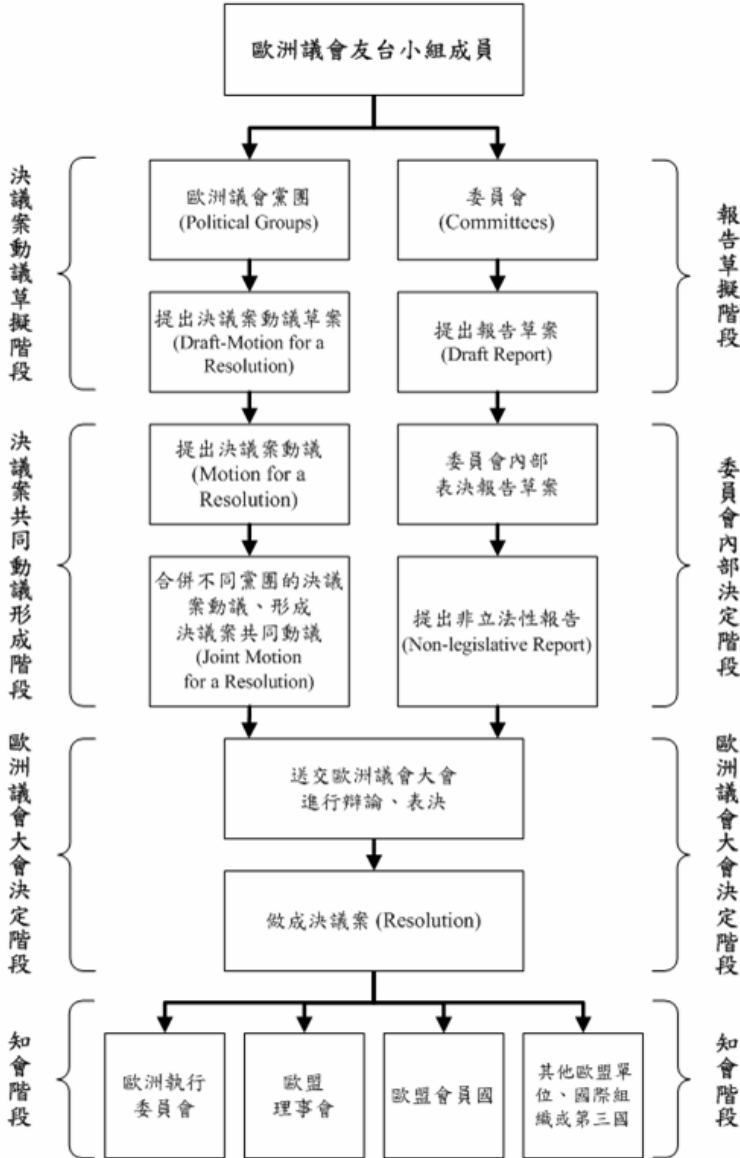 歐洲議會友台小組成員
決議案動議草擬階段
歐洲議會黨團
(Political Groups)
委員會
(Committees)
報告草擬階段
提出決議案動議草案
(Draft-Motion for a
Resolution)
提出報告草案
(Draft Report)
決議案共同動議形成階段
提出決議案動議
(Motion for a
Resolution)
委員會內部
表決報告草案
委員會內部決定階段
合併不同黨團的決議
案動議、形成
決議案共同動議
(Joint Motion
for a Resolution)
提出非立法性報告
(Non-legislative Report)
歐洲議會大會決定階段
送交歐洲議會大會
進行辯論、表決
歐洲議會大會決定階段
做成決議案 (Resolution)
知會階段
歐洲執行
委員會
歐盟
理事會
歐盟會員國
其他歐盟單
位、國際組
織或第三國
知會階段